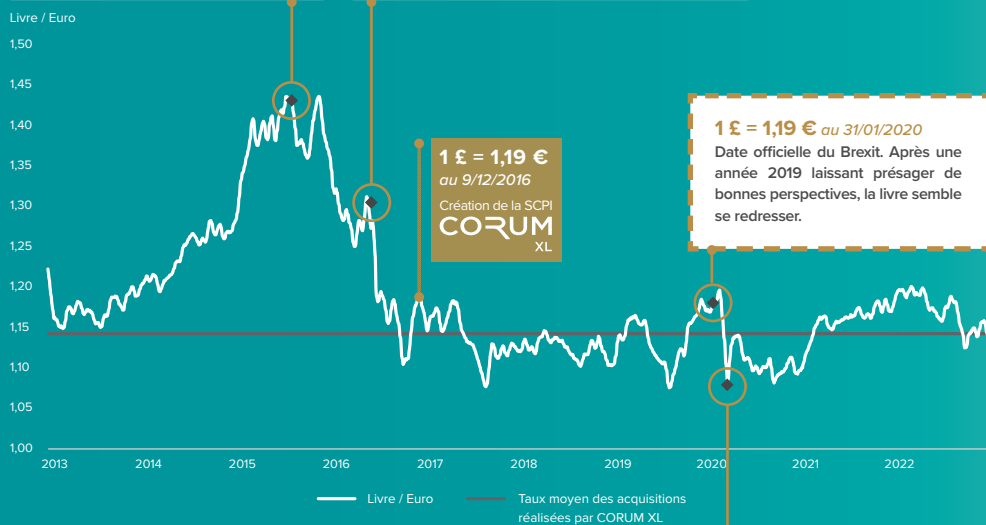 Livre / Euro
1,50
1,45
1,40
1,35
1,30
1,25
1,20
1,15
1,10
1,05
1,00
1 £ = 1,19 €
au 9/12/2016
Création de la SCPI
CORUM
XL
1 £ = 1,19 € au 31/01/2020
Date officielle du Brexit. Après une
année 2019 laissant présager de
bonnes perspectives, la livre semble
se redresser.
2013 2014 2015 2016 2017 2018 2019 2020 2021 2022
Livre / Euro
Taux moyen des acquisitions
réalisées par CORUM XL